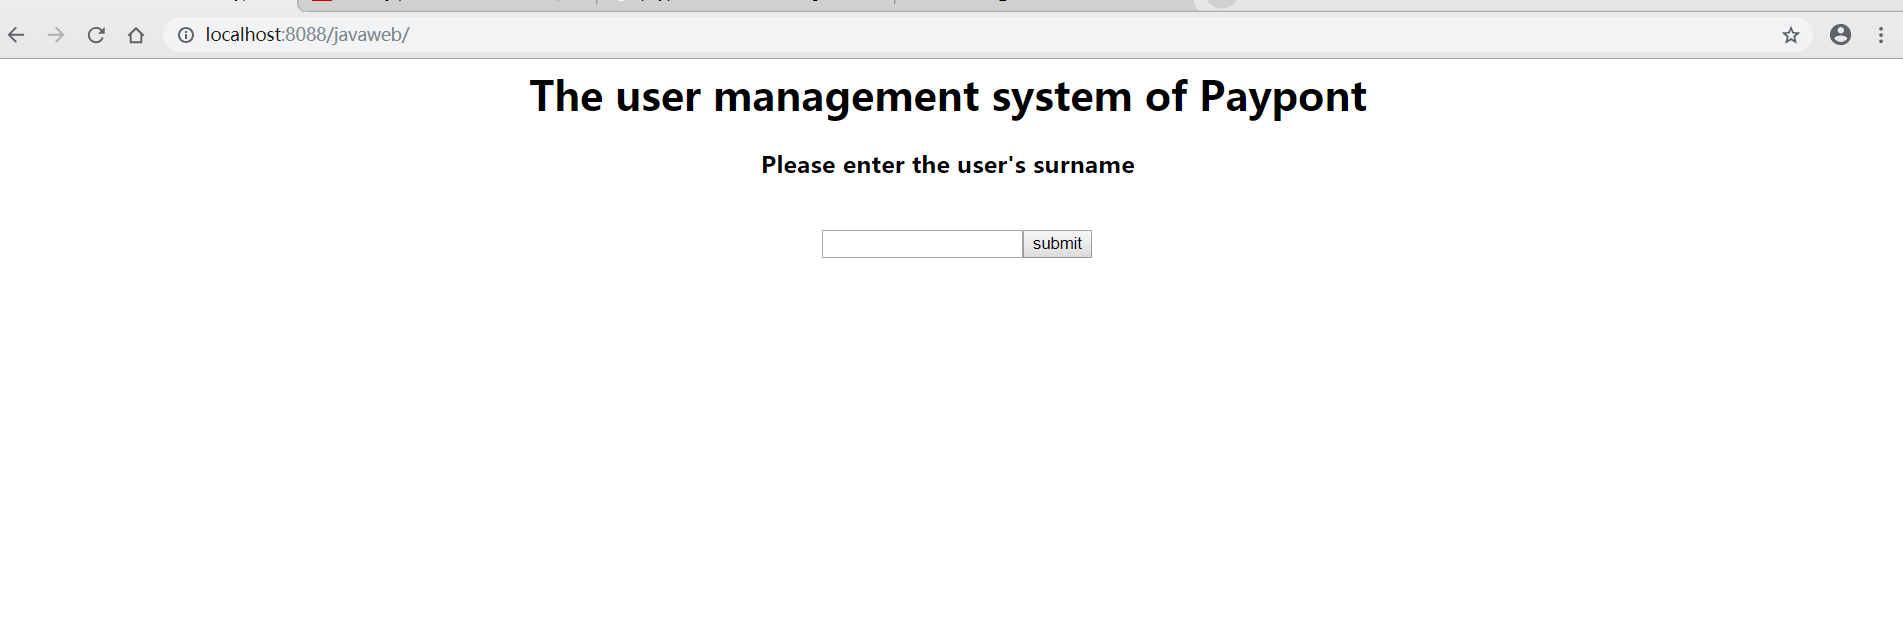 localhost:8088/javaweb/
The user management system of Paypont
Please enter the user's surname
submit